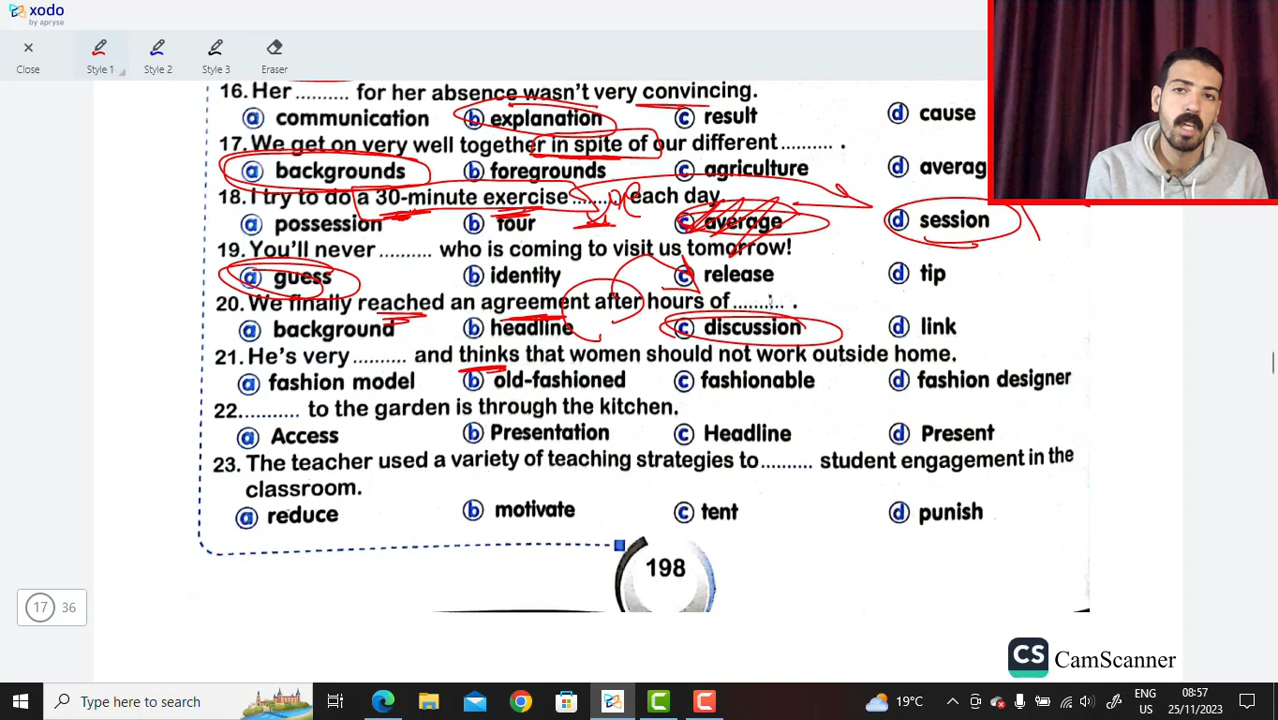 xodo
by apryse
Close
Style 1
Style 2
Style 3
Eraser
16. Her .......... for her absence wasn't very convincing.
a communication b explanation c result d cause
17. We get on very well together in spite of our different .......... .
a backgrounds b foregrounds c agriculture d averag
18. I try to do a 30-minute exercise ......... each day.
a possession b tour c average d session
19. You'll never .......... who is coming to visit us tomorrow!
a guess b identity c release d tip
20. We finally reached an agreement after hours of .......... .
a background b headline c discussion d link
21. He's very .......... and thinks that women should not work outside home.
a fashion model b old-fashioned c fashionable d fashion designer
22. .......... to the garden is through the kitchen.
a Access b Presentation c Headline d Present
23. The teacher used a variety of teaching strategies to .......... student engagement in the
classroom.
a reduce b motivate c tent d punish
198
17 36
CS CamScanner
Type here to search
19°C
ENG
US
08:57
25/11/2023